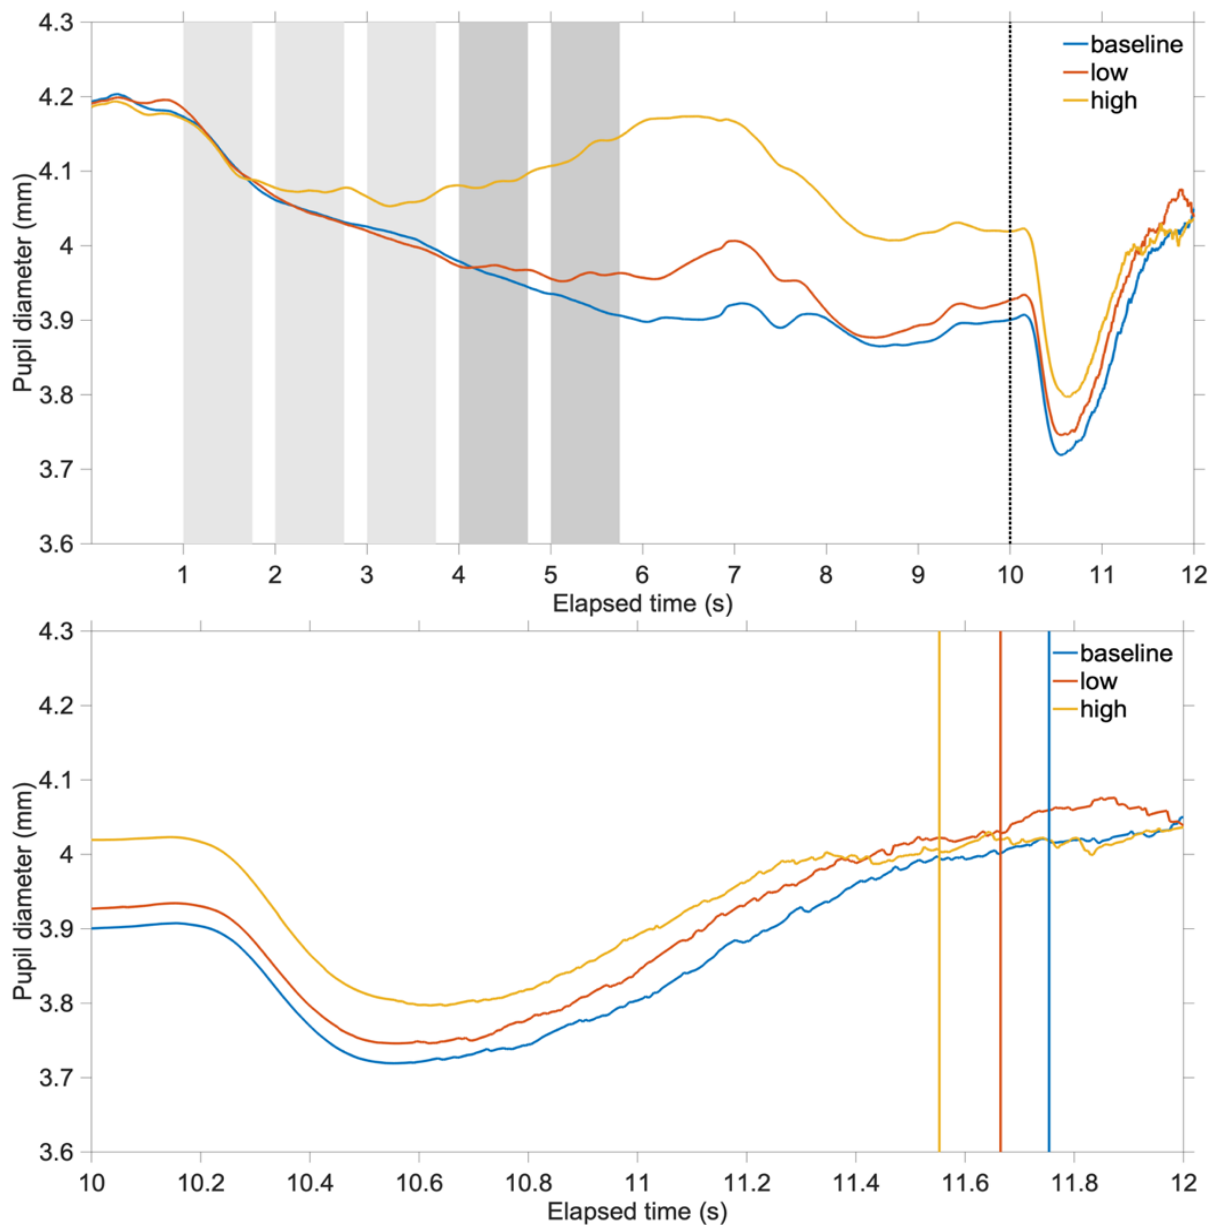 4.3
4.2
4.1
4
3.9
3.8
3.7
3.6
Pupil diameter (mm)
baseline
low
high
1 2 3 4 5 6 7 8 9 10 11 12
Elapsed time (s)
4.3
4.2
4.1
4
3.9
3.8
3.7
3.6
Pupil diameter (mm)
baseline
low
high
10 10.2 10.4 10.6 10.8 11 11.2 11.4 11.6 11.8 12
Elapsed time (s)